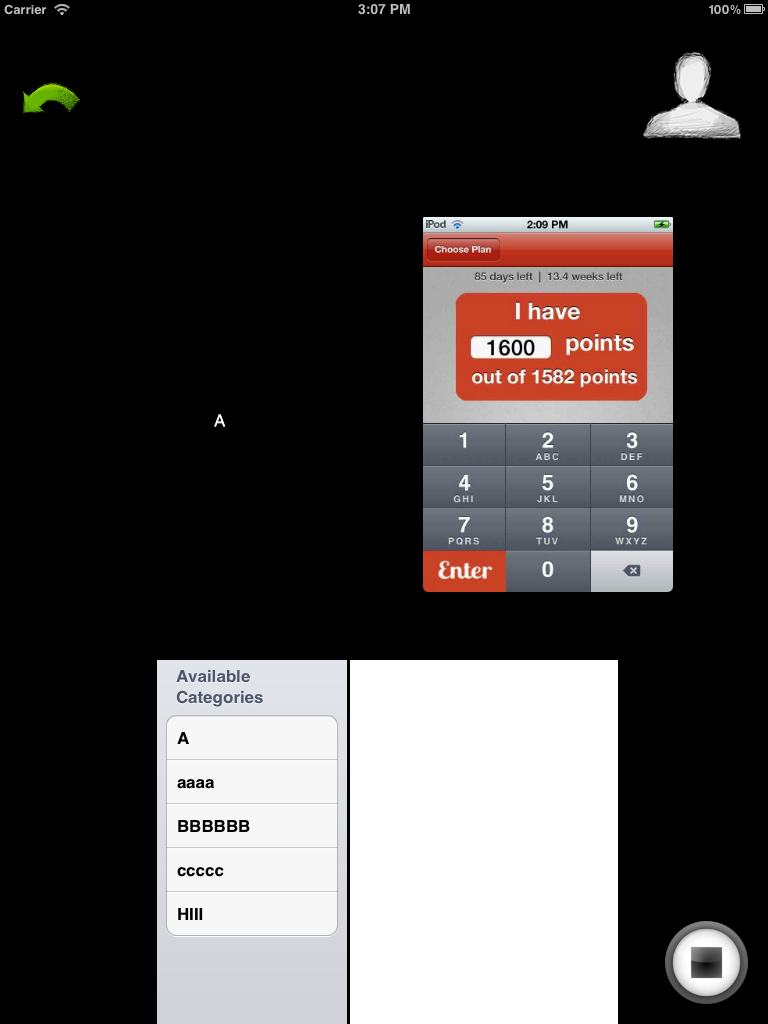 Carrier 3:07 PM 100%
iPod 2:09 PM
Choose Plan
85 days left | 13.4 weeks left
I have
1600 points
out of 1582 points
A
1 2 ABC 3 DEF
4 GHI 5 JKL 6 MNO
7 PQRS 8 TUV 9 WXYZ
Enter 0
Available
Categories
A
aaaa
BBBBBB
ccccc
HIII